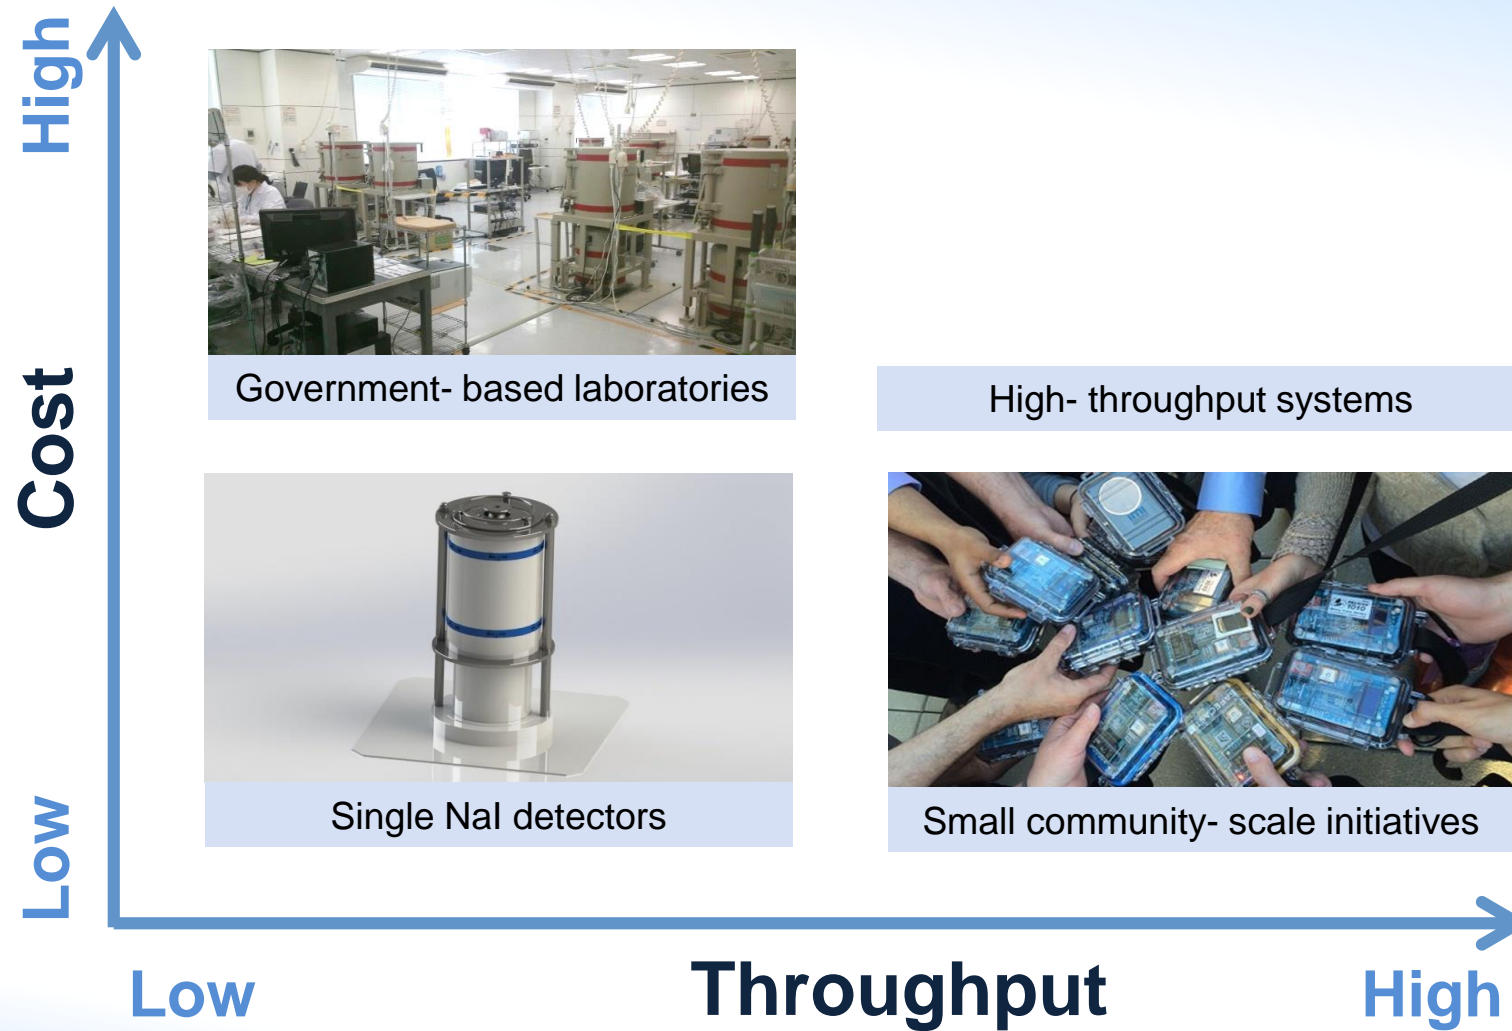 High
Cost
Low
Government- based laboratories
High- throughput systems
Single NaI detectors
Small community- scale initiatives
1010
Low
Throughput
High